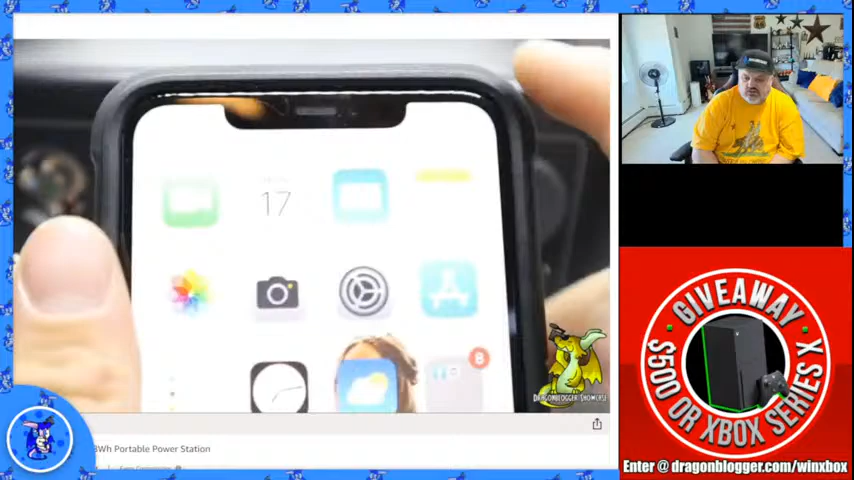 17
8
DRAGONBLOGGER SHOWCASE
Wh Portable Power Station
GIVEAWAY
$500 OR XBOX SERIES X
Enter @ dragonblogger.com/winxbox